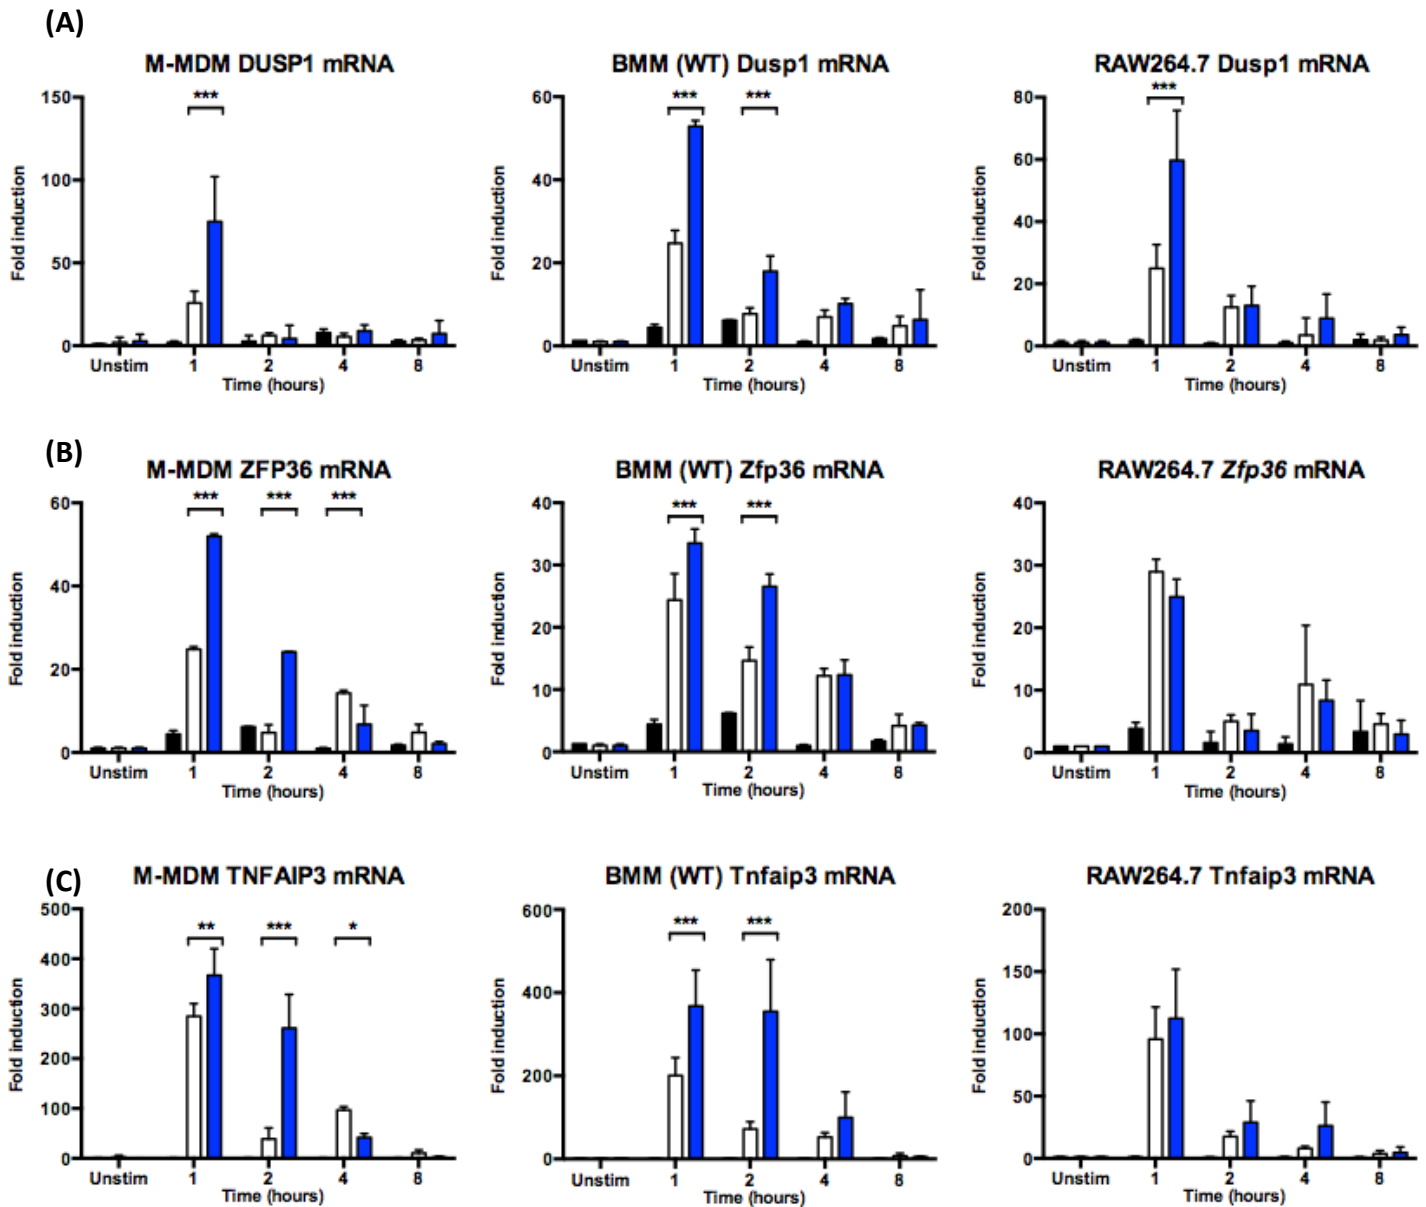 (A)
M-MDM DUSP1 mRNA
BMM (WT) Dusp1 mRNA
RAW264.7 Dusp1 mRNA
Fold induction
150
100
50
0
***
Unstim 1 2 4 8
Time (hours)
Fold induction
60
40
20
0
*** ***
Unstim 1 2 4 8
Time (hours)
Fold induction
80
60
40
20
0
***
Unstim 1 2 4 8
Time (hours)
(B)
M-MDM ZFP36 mRNA
BMM (WT) Zfp36 mRNA
RAW264.7 Zfp36 mRNA
Fold induction
60
40
20
0
*** *** ***
Unstim 1 2 4 8
Time (hours)
Fold induction
40
30
20
10
0
*** ***
Unstim 1 2 4 8
Time (hours)
Fold induction
40
30
20
10
0
Unstim 1 2 4 8
Time (hours)
(C)
M-MDM TNFAIP3 mRNA
BMM (WT) Tnfaip3 mRNA
RAW264.7 Tnfaip3 mRNA
Fold induction
500
400
300
200
100
0
** *** *
Unstim 1 2 4 8
Time (hours)
Fold induction
600
400
200
0
*** ***
Unstim 1 2 4 8
Time (hours)
Fold induction
200
150
100
50
0
Unstim 1 2 4 8
Time (hours)